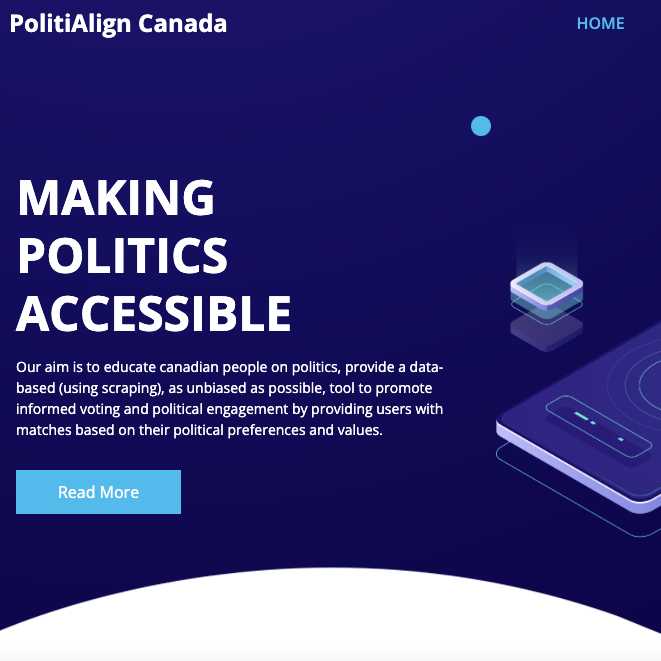 PolitiAlign Canada
HOME
MAKING
POLITICS
ACCESSIBLE
Our aim is to educate canadian people on politics, provide a data-
based (using scraping), as unbiased as possible, tool to promote
informed voting and political engagement by providing users with
matches based on their political preferences and values.
Read More